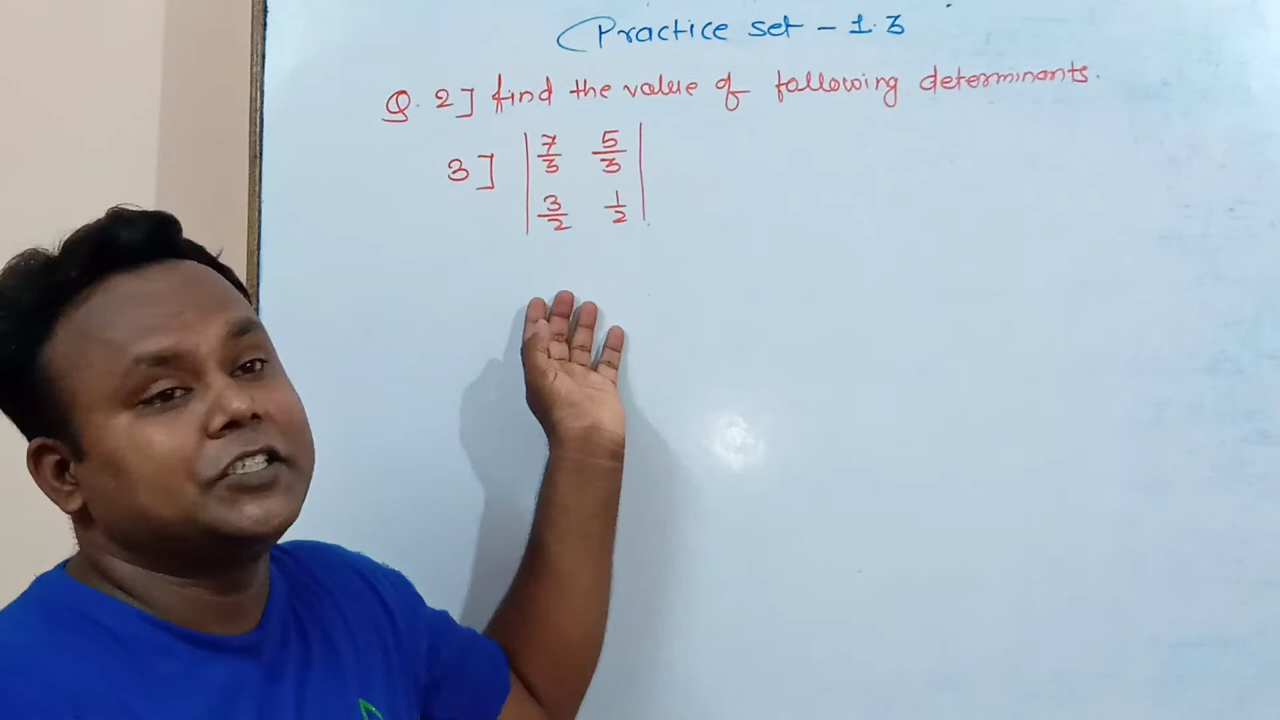 Practice set - 1.3
Q. 2] find the value of following determinants.
3] | 7/3 5/3 |
| 3/2 1/2 |